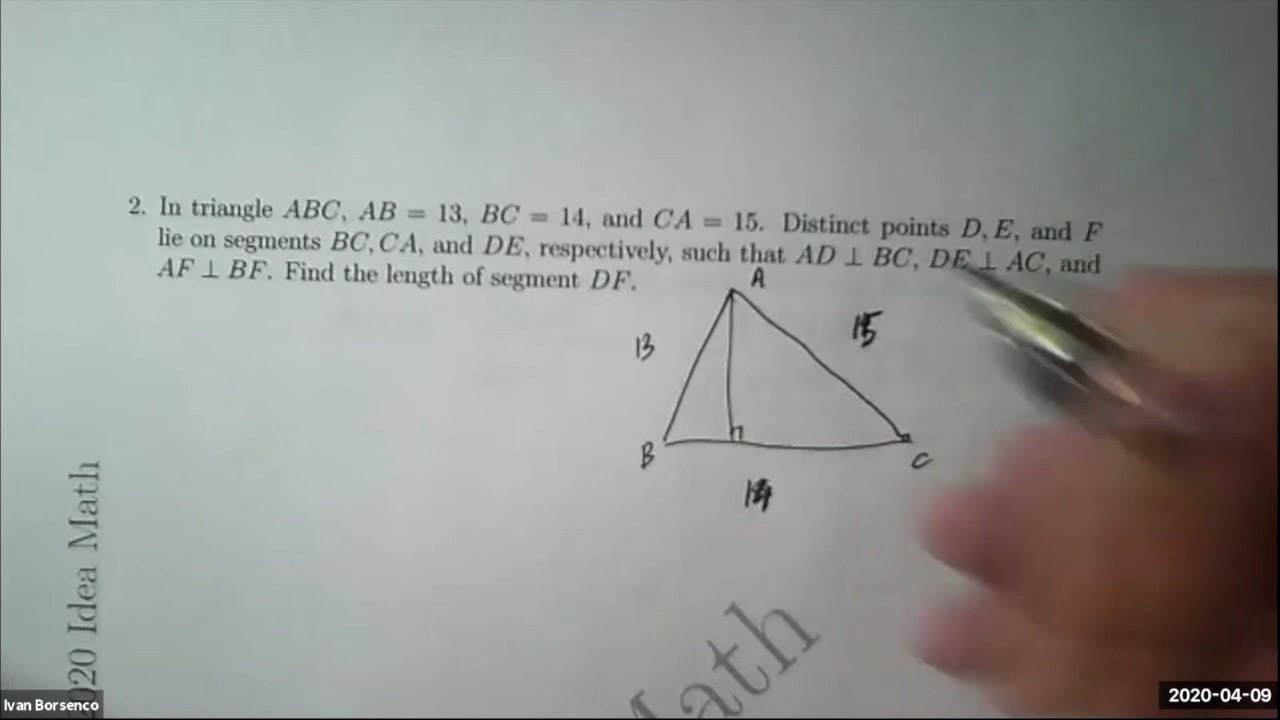 2. In triangle ABC, AB = 13, BC = 14, and CA = 15. Distinct points D, E, and F
lie on segments BC, CA, and DE, respectively, such that AD ⊥ BC, DE ⊥ AC, and
AF ⊥ BF. Find the length of segment DF.
A
13
15
B
C
14
2020 Idea Math
Math
Ivan Borsenco
2020-04-09